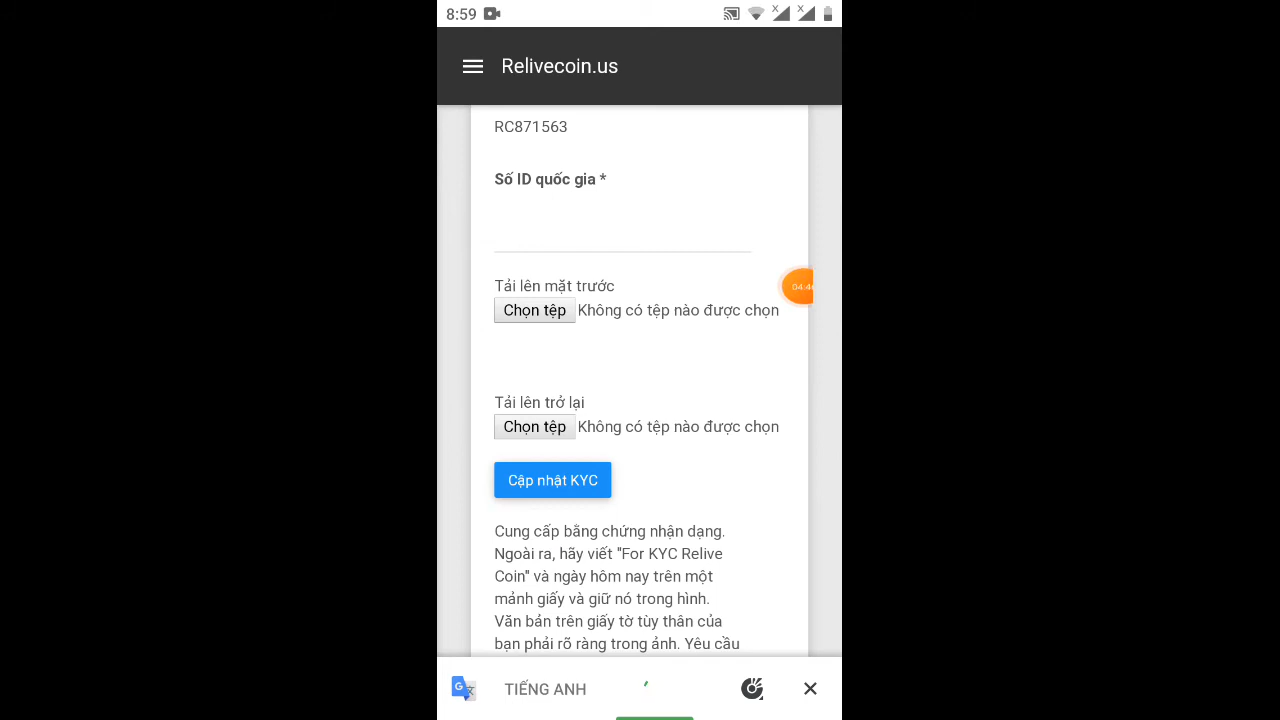 8:59
Relivecoin.us
RC871563
Số ID quốc gia *
Tải lên mặt trước
Chọn tệp Không có tệp nào được chọn
Tải lên trở lại
Chọn tệp Không có tệp nào được chọn
Cập nhật KYC
Cung cấp bằng chứng nhận dạng.
Ngoài ra, hãy viết "For KYC Relive
Coin" và ngày hôm nay trên một
mảnh giấy và giữ nó trong hình.
Văn bản trên giấy tờ tùy thân của
bạn phải rõ ràng trong ảnh. Yêu cầu
TIẾNG ANH